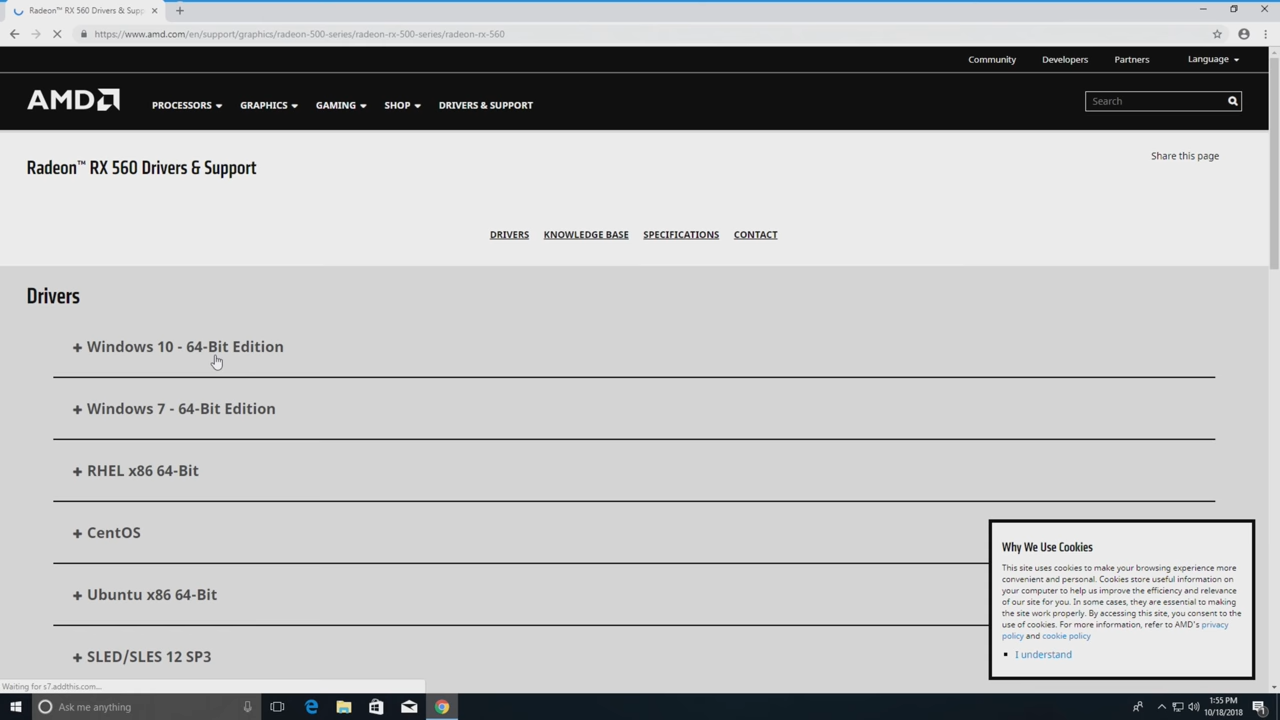 Radeon™ RX 560 Drivers & Supp
https://www.amd.com/en/support/graphics/radeon-500-series/radeon-rx-500-series/radeon-rx-560
Community Developers Partners Language
AMD PROCESSORS GRAPHICS GAMING SHOP DRIVERS & SUPPORT Search
Radeon™ RX 560 Drivers & Support
Share this page
DRIVERS KNOWLEDGE BASE SPECIFICATIONS CONTACT
Drivers
+ Windows 10 - 64-Bit Edition
+ Windows 7 - 64-Bit Edition
+ RHEL x86 64-Bit
+ CentOS
+ Ubuntu x86 64-Bit
+ SLED/SLES 12 SP3
Why We Use Cookies
This site uses cookies to make your browsing experience more
convenient and personal. Cookies store useful information on
your computer to help us improve the efficiency and relevance
of our site for you. In some cases, they are essential to making
the site work properly. By accessing this site, you consent to the
use of cookies. For more information, refer to AMD's privacy
policy and cookie policy
I understand
Waiting for s7.addthis.com...
Ask me anything
1:55 PM
10/18/2018
1